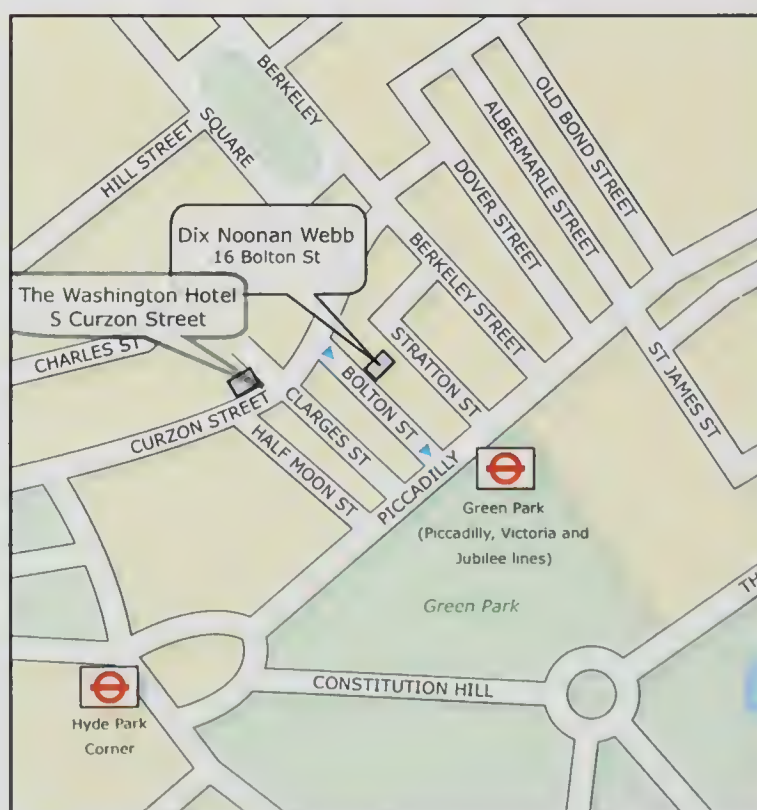 BERKELEY
SQUARE
HILL STREET
OLD BOND STREET
ALBERMARLE STREET
DOVER STREET
BERKELEY STREET
Dix Noonan Webb
16 Bolton St
The Washington Hotel
S Curzon Street
CHARLES ST
STRATTON ST
BOLTON ST
ST JAMES ST
CURZON STREET
CLARGES ST
HALF MOON ST
PICCADILLY
Green Park
(Piccadilly, Victoria and
Jubilee lines)
Green Park
TH
CONSTITUTION HILL
Hyde Park
Corner